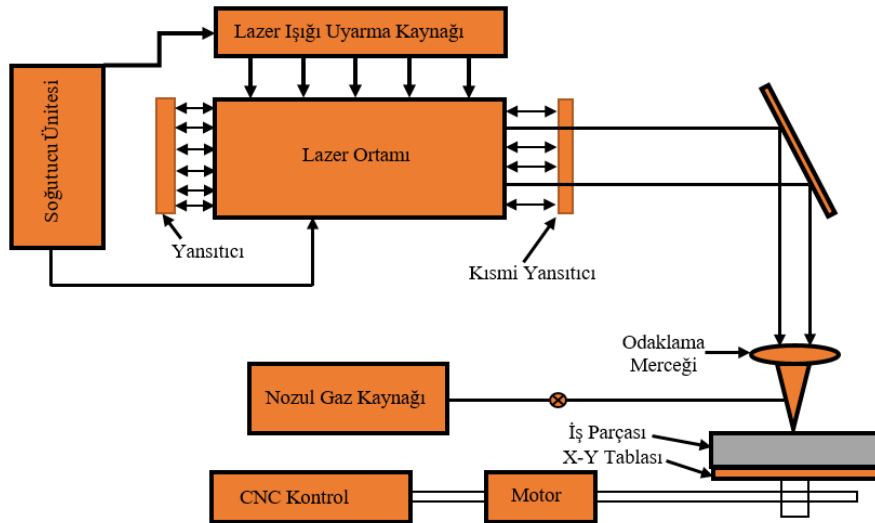 Lazer Işığı Uyarma Kaynağı
Soğutucu Ünitesi
Lazer Ortamı
Yansıtıcı
Kısmi Yansıtıcı
Odaklama
Merceği
Nozul Gaz Kaynağı
İş Parçası
X-Y Tablası
CNC Kontrol
Motor